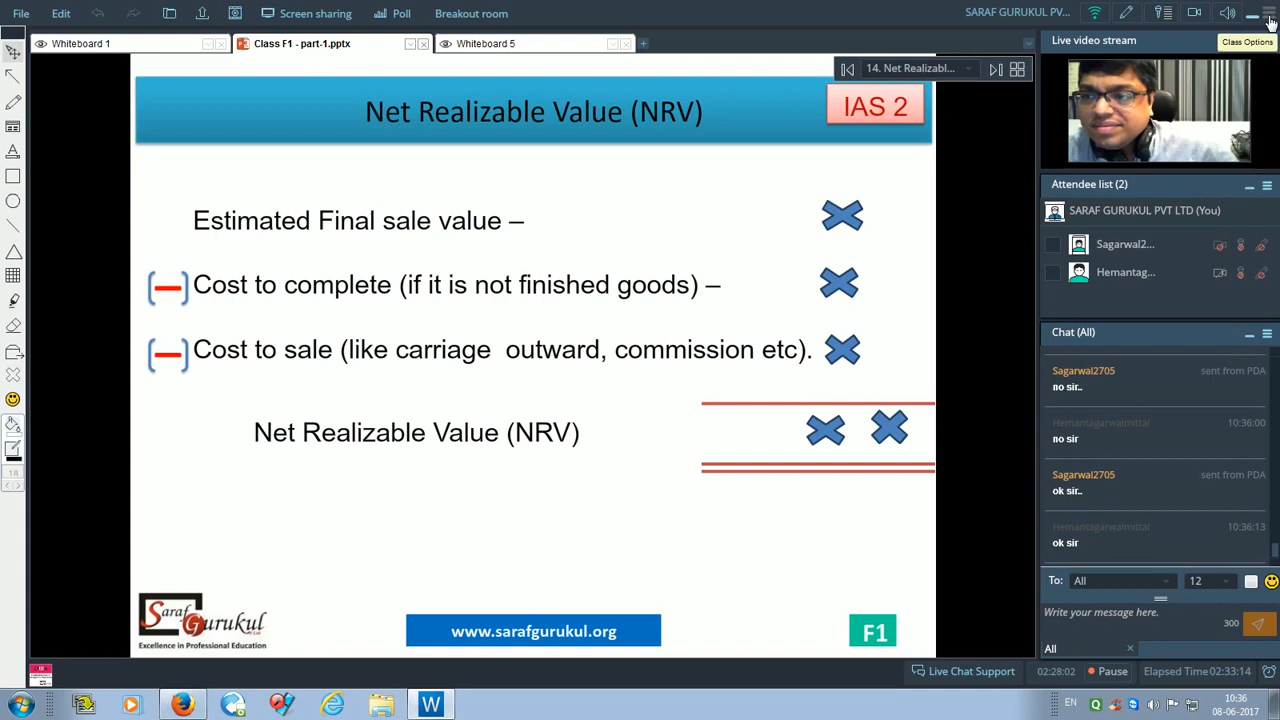 File Edit Screen sharing Poll Breakout room SARAF GURUKUL PV...
Whiteboard 1 Class F1 - part-1.pptx Whiteboard 5
Live video stream
Class Options
14. Net Realizabl...
Net Realizable Value (NRV)
IAS 2
Estimated Final sale value –
Cost to complete (if it is not finished goods) –
Cost to sale (like carriage outward, commission etc).
Net Realizable Value (NRV)
Saraf Gurukul
Excellence in Professional Education
www.sarafgurukul.org
F1
Attendee list (2)
SARAF GURUKUL PVT LTD (You)
Sagarwal2...
Hemantag...
Chat (All)
Sagarwal2705 sent from PDA
no sir..
Hemantagarwalmittal 10:36:00
no sir
Sagarwal2705 sent from PDA
ok sir..
Hemantagarwalmittal 10:36:13
ok sir
To: All 12
Write your message here.
300
All
Live Chat Support 02:28:02 Pause Elapsed Time 02:33:14
EN
10:36
08-06-2017